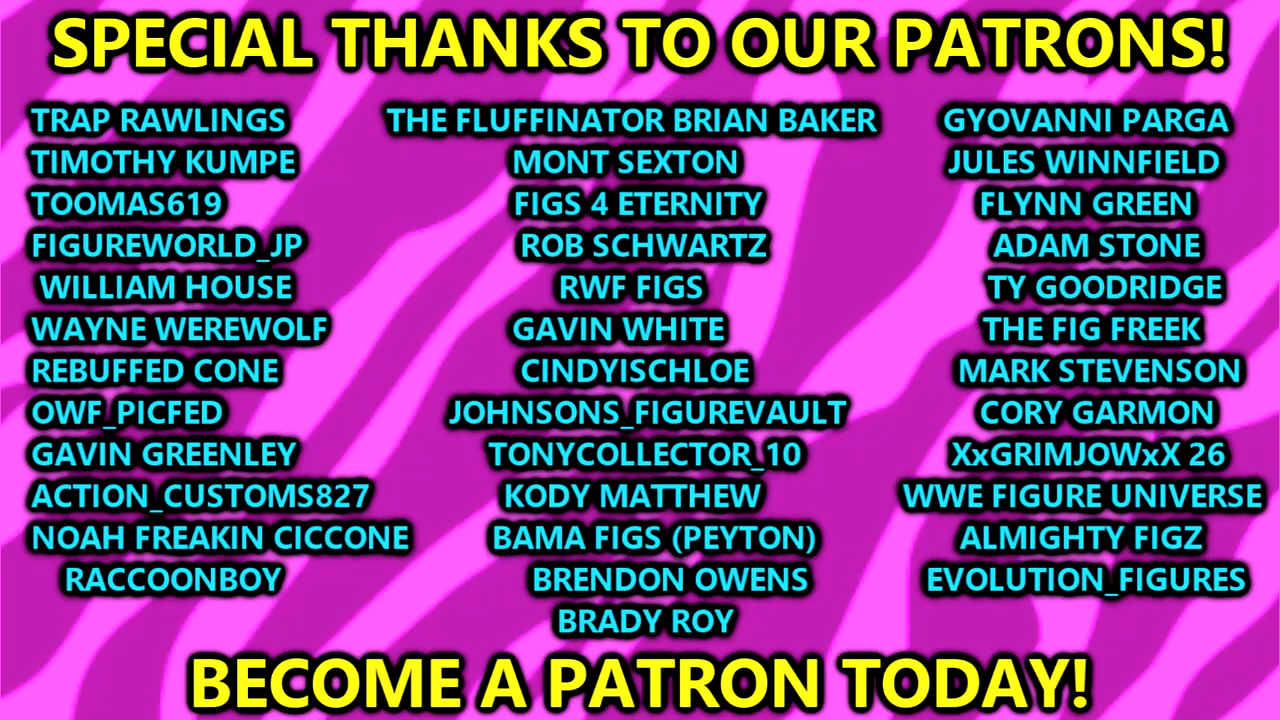 SPECIAL THANKS TO OUR PATRONS!
TRAP RAWLINGS
TIMOTHY KUMPE
TOOMAS619
FIGUREWORLD_JP
WILLIAM HOUSE
WAYNE WEREWOLF
REBUFFED CONE
OWF_PICFED
GAVIN GREENLEY
ACTION_CUSTOMS827
NOAH FREAKIN CICCONE
RACCOONBOY
THE FLUFFINATOR BRIAN BAKER
MONT SEXTON
FIGS 4 ETERNITY
ROB SCHWARTZ
RWF FIGS
GAVIN WHITE
CINDYISCHLOE
JOHNSONS_FIGUREVAULT
TONYCOLLECTOR_10
KODY MATTHEW
BAMA FIGS (PEYTON)
BRENDON OWENS
BRADY ROY
GYOVANNI PARGA
JULES WINNFIELD
FLYNN GREEN
ADAM STONE
TY GOODRIDGE
THE FIG FREEK
MARK STEVENSON
CORY GARMON
XxGRIMJOWxX 26
WWE FIGURE UNIVERSE
ALMIGHTY FIGZ
EVOLUTION_FIGURES
BECOME A PATRON TODAY!